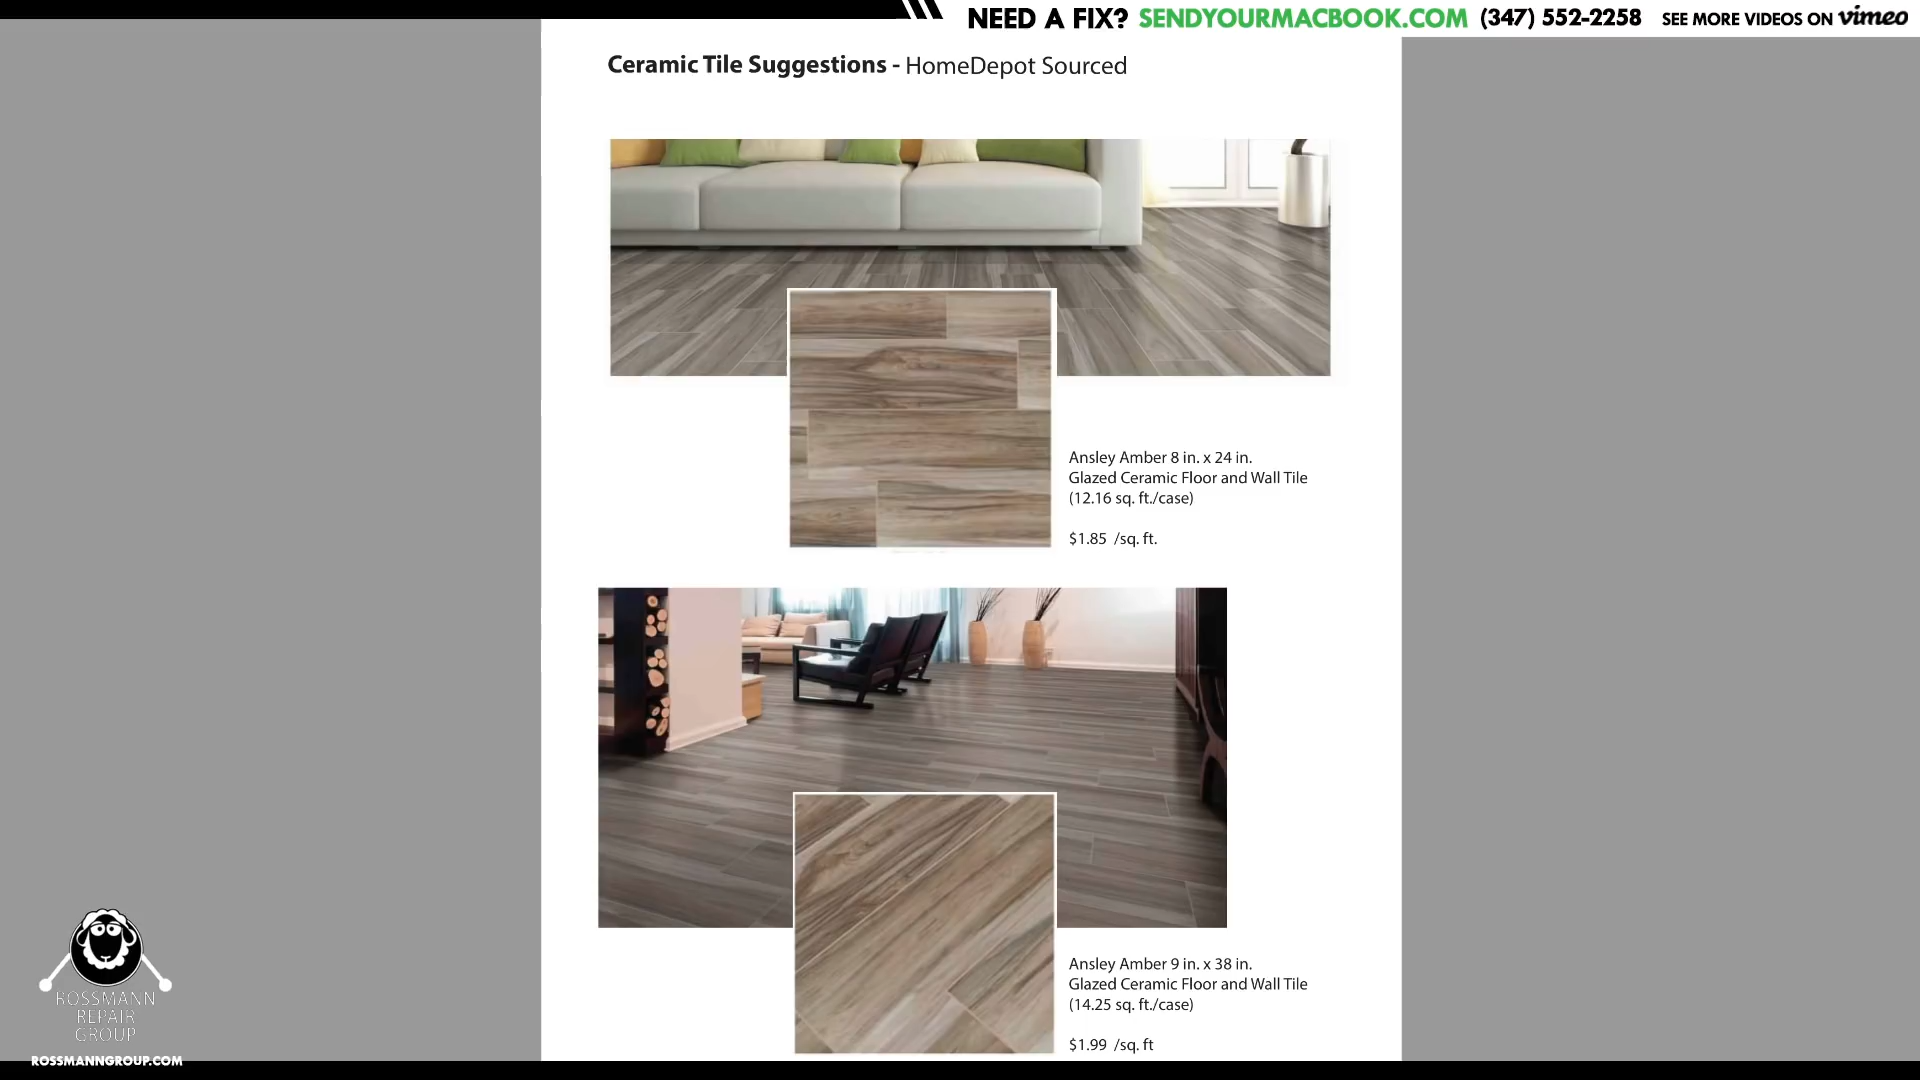 NEED A FIX? SENDYOURMACBOOK.COM (347) 552-2258 SEE MORE VIDEOS ON vimeo
Ceramic Tile Suggestions - HomeDepot Sourced
Ansley Amber 8 in. x 24 in.
Glazed Ceramic Floor and Wall Tile
(12.16 sq. ft./case)
$1.85 /sq. ft.
Ansley Amber 9 in. x 38 in.
Glazed Ceramic Floor and Wall Tile
(14.25 sq. ft./case)
$1.99 /sq. ft
ROSSMANN
REPAIR
GROUP
ROSSMANNGROUP.COM